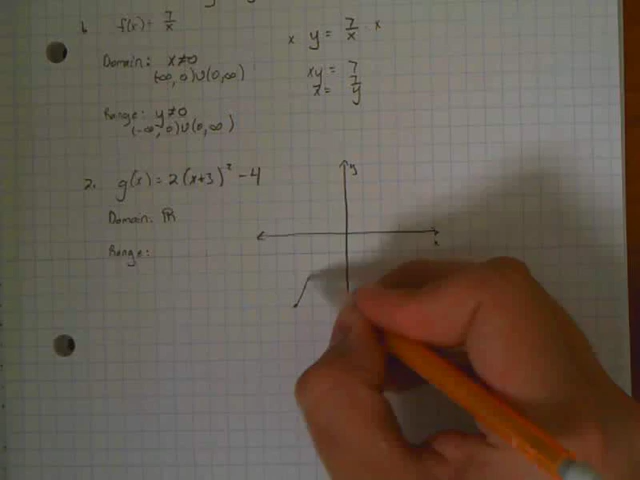 1. f(x) = 7/x
Domain: x≠0
(-∞, 0)∪(0,∞)
Range: y≠0
(-∞, 0)∪(0,∞)
x y = 7/x x
xy = 7
x = 7/y
2. g(x) = 2(x+3)² - 4
Domain: ℝ
Range:
y
x